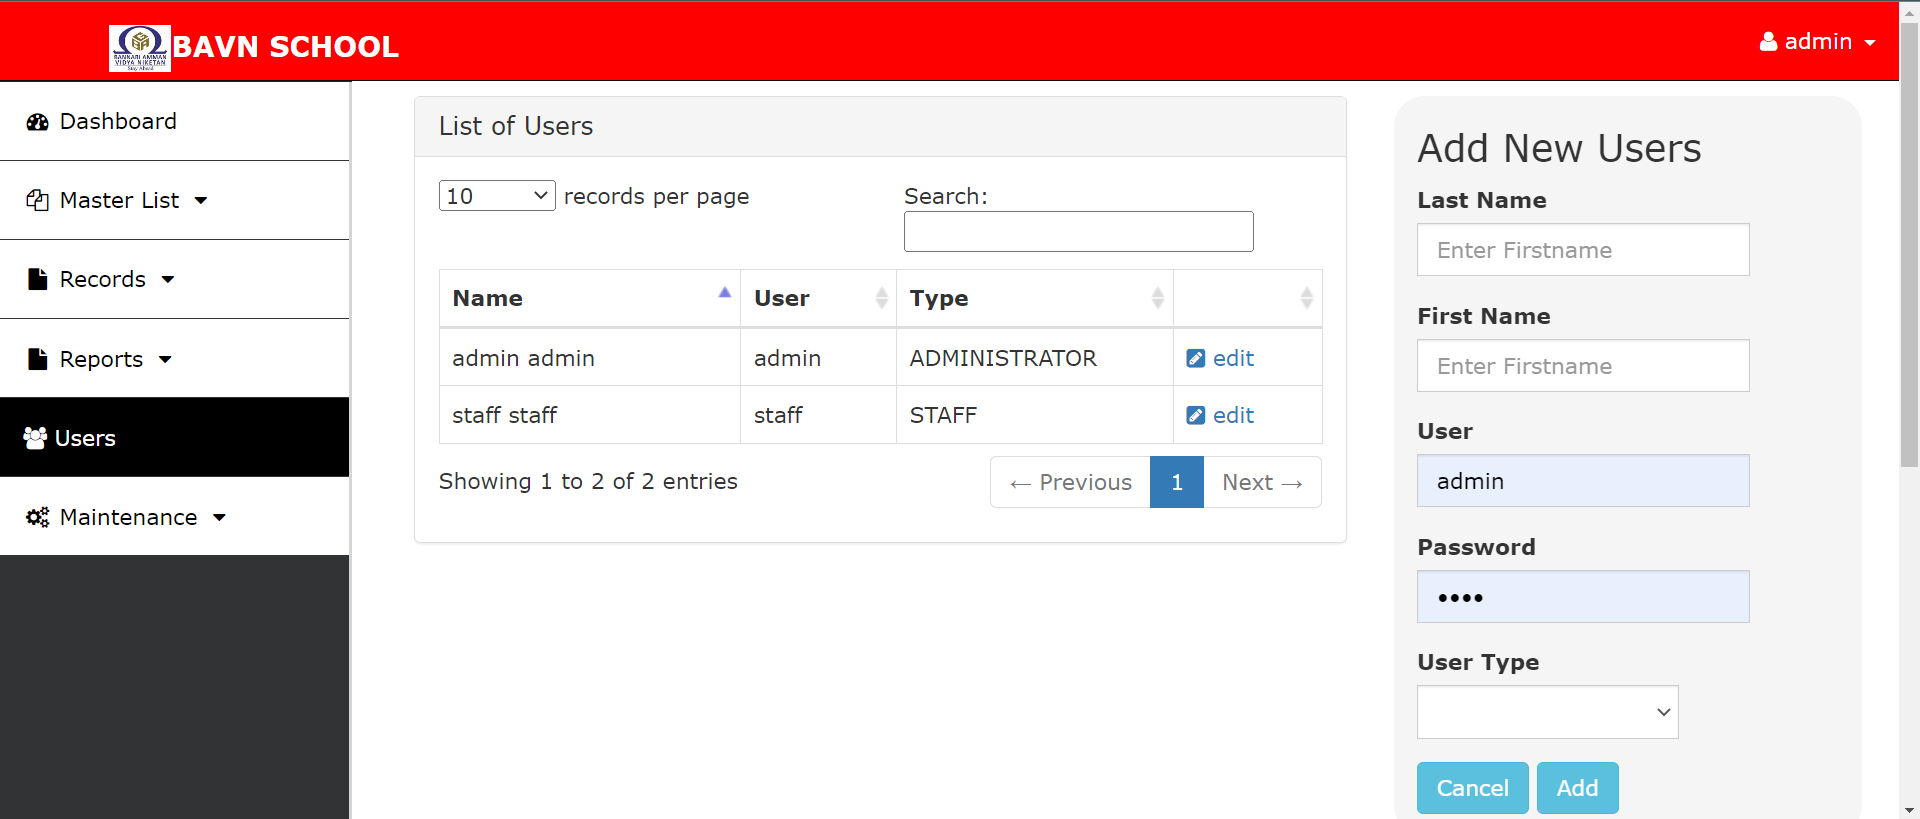 BANNARI AMMAN
VIDYA NIKETAN
Stay Ahead
BAVN SCHOOL
admin
Dashboard
Master List
Records
Reports
Users
Maintenance
List of Users
10 records per page
Search:
Name User Type
admin admin admin ADMINISTRATOR edit
staff staff staff STAFF edit
Showing 1 to 2 of 2 entries
← Previous 1 Next →
Add New Users
Last Name
Enter Firstname
First Name
Enter Firstname
User
admin
Password
••••
User Type
Cancel Add